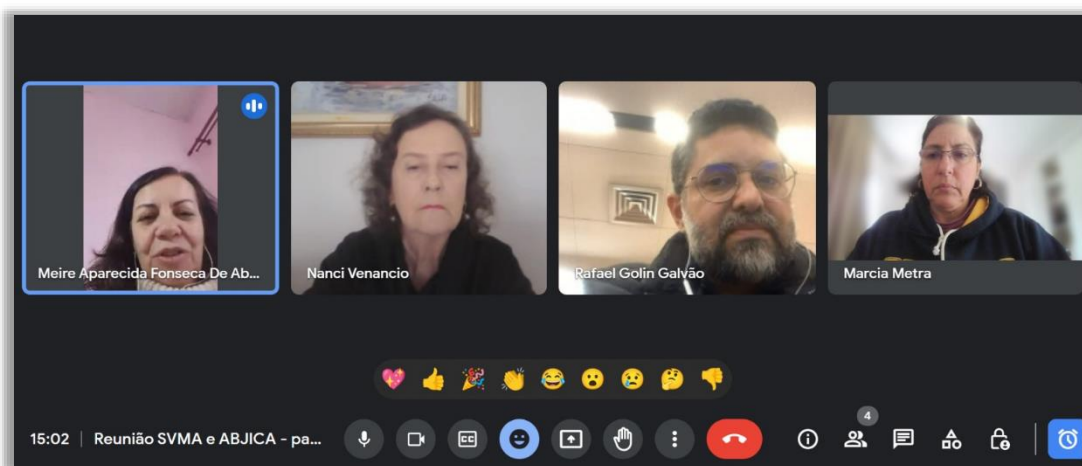 Meire Aparecida Fonseca De Ab...
Nanci Venancio
Rafael Golin Galvão
Marcia Metra
4
15:02 | Reunião SVMA e ABJICA - pa...
CC